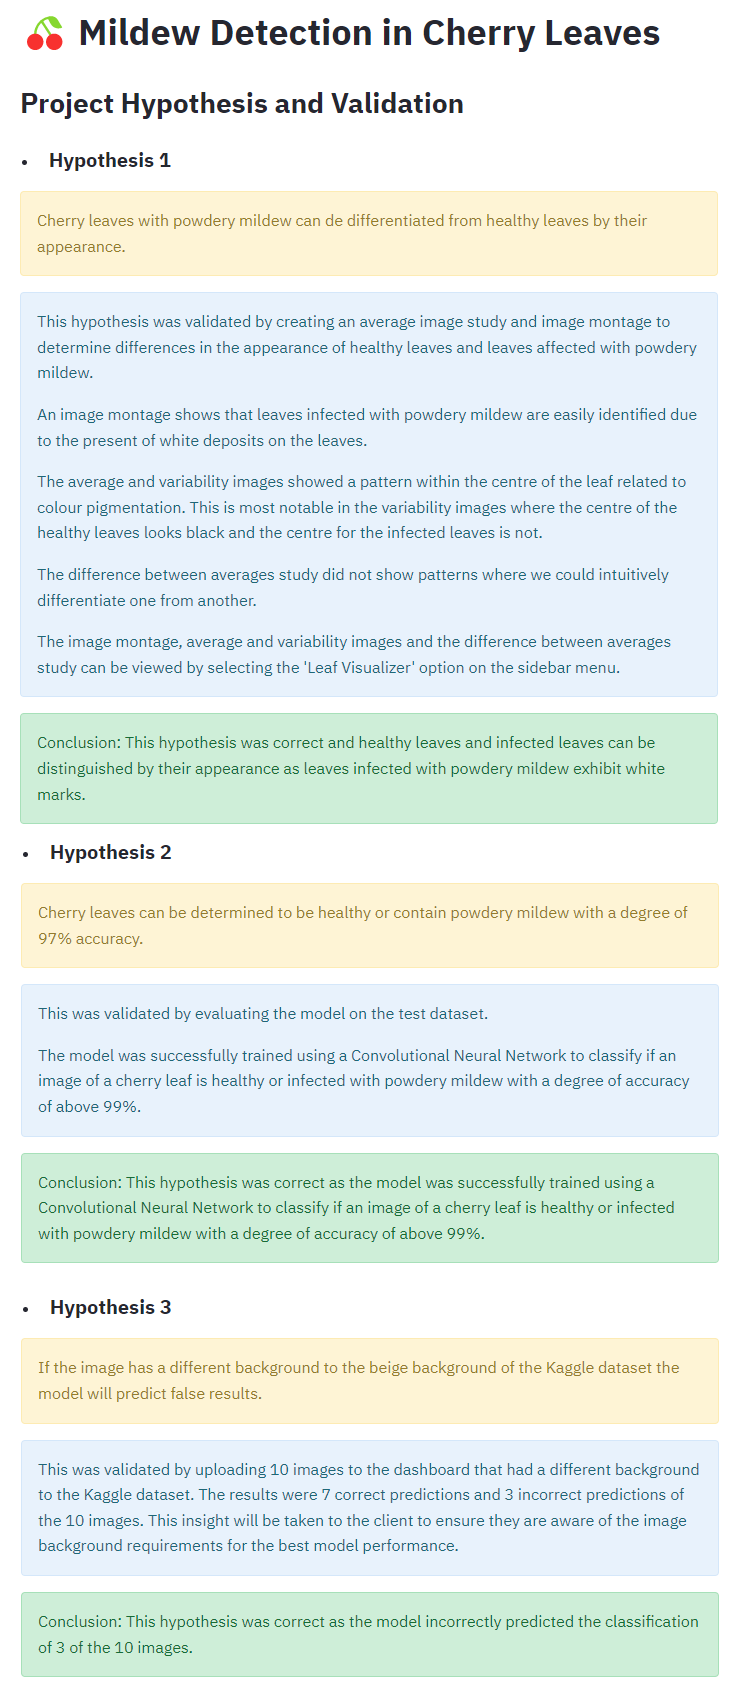 Mildew Detection in Cherry Leaves
Project Hypothesis and Validation
• Hypothesis 1
Cherry leaves with powdery mildew can de differentiated from healthy leaves by their
appearance.
This hypothesis was validated by creating an average image study and image montage to
determine differences in the appearance of healthy leaves and leaves affected with powdery
mildew.
An image montage shows that leaves infected with powdery mildew are easily identified due
to the present of white deposits on the leaves.
The average and variability images showed a pattern within the centre of the leaf related to
colour pigmentation. This is most notable in the variability images where the centre of the
healthy leaves looks black and the centre for the infected leaves is not.
The difference between averages study did not show patterns where we could intuitively
differentiate one from another.
The image montage, average and variability images and the difference between averages
study can be viewed by selecting the 'Leaf Visualizer' option on the sidebar menu.
Conclusion: This hypothesis was correct and healthy leaves and infected leaves can be
distinguished by their appearance as leaves infected with powdery mildew exhibit white
marks.
• Hypothesis 2
Cherry leaves can be determined to be healthy or contain powdery mildew with a degree of
97% accuracy.
This was validated by evaluating the model on the test dataset.
The model was successfully trained using a Convolutional Neural Network to classify if an
image of a cherry leaf is healthy or infected with powdery mildew with a degree of accuracy
of above 99%.
Conclusion: This hypothesis was correct as the model was successfully trained using a
Convolutional Neural Network to classify if an image of a cherry leaf is healthy or infected
with powdery mildew with a degree of accuracy of above 99%.
• Hypothesis 3
If the image has a different background to the beige background of the Kaggle dataset the
model will predict false results.
This was validated by uploading 10 images to the dashboard that had a different background
to the Kaggle dataset. The results were 7 correct predictions and 3 incorrect predictions of
the 10 images. This insight will be taken to the client to ensure they are aware of the image
background requirements for the best model performance.
Conclusion: This hypothesis was correct as the model incorrectly predicted the classification
of 3 of the 10 images.